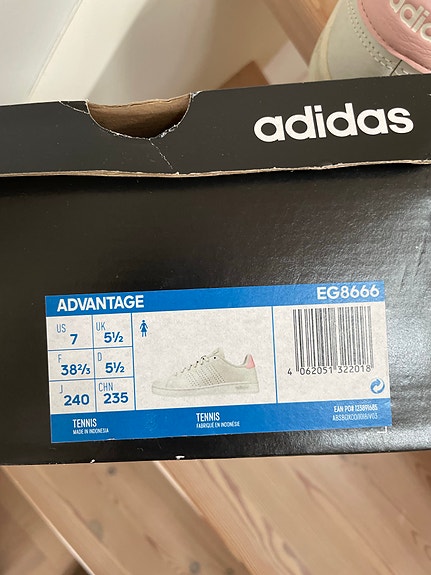 adidas
adidas
ADVANTAGE EG8666
US UK
7 5½
F D
38⅔ 5½
J CHN
240 235
4 062051 322018
TENNIS
MADE IN INDONESIA
TENNIS
FABRIQUÉ EN INDONÉSIE